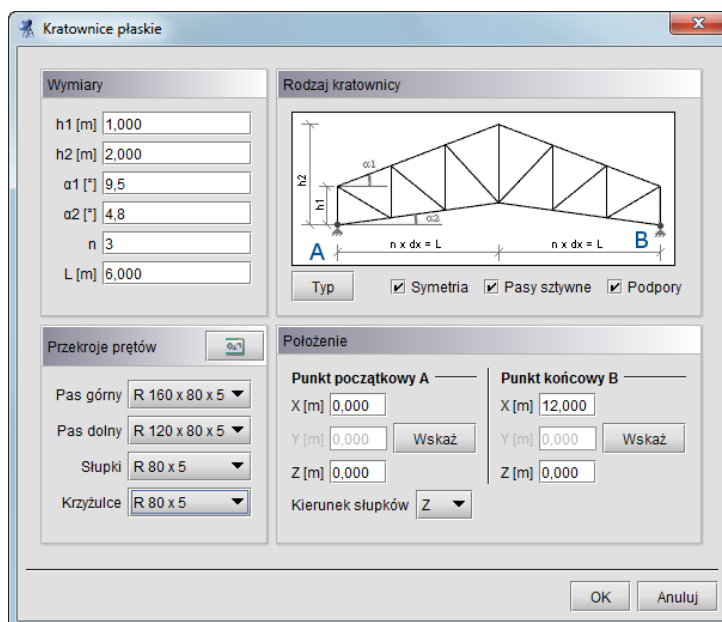 Kratownice płaskie
Wymiary
h1 [m] 1,000
h2 [m] 2,000
α1 [°] 9,5
α2 [°] 4,8
n 3
L [m] 6,000
Rodzaj kratownicy
h2
h1
α1
α2
A
n x dx = L
n x dx = L
B
Typ
Symetria
Pasy sztywne
Podpory
Przekroje prętów
Pas górny R 160 x 80 x 5
Pas dolny R 120 x 80 x 5
Słupki R 80 x 5
Krzyżulce R 80 x 5
Położenie
Punkt początkowy A
X [m] 0,000
Y [m] 0,000 Wskaż
Z [m] 0,000
Kierunek słupków Z
Punkt końcowy B
X [m] 12,000
Y [m] 0,000 Wskaż
Z [m] 0,000
OK
Anuluj